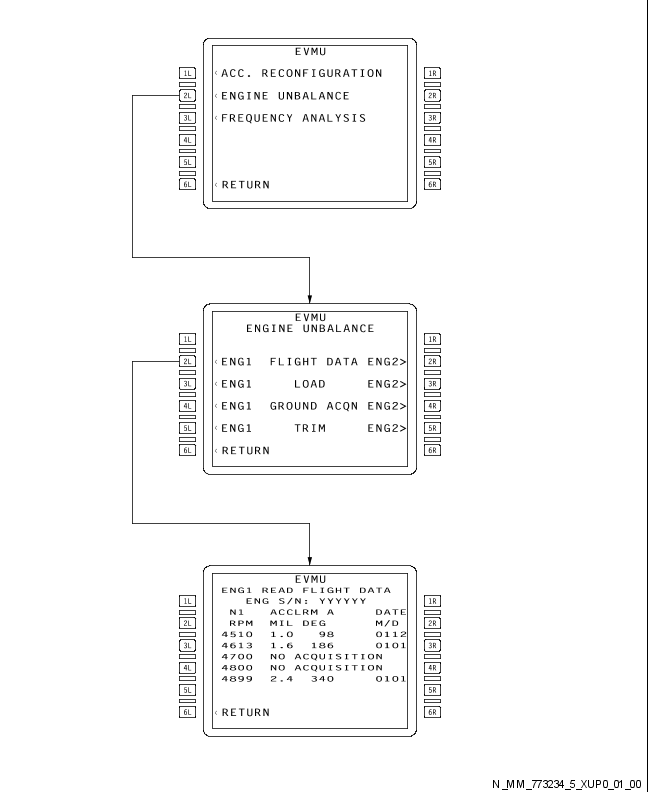 EVMU
1L ‹ACC. RECONFIGURATION 1R
2L ‹ENGINE UNBALANCE 2R
3L ‹FREQUENCY ANALYSIS 3R
4L 4R
5L 5R
6L ‹RETURN 6R
EVMU
ENGINE UNBALANCE
1L 1R
2L ‹ENG1 FLIGHT DATA ENG2> 2R
3L ‹ENG1 LOAD ENG2> 3R
4L ‹ENG1 GROUND ACQN ENG2> 4R
5L ‹ENG1 TRIM ENG2> 5R
6L ‹RETURN 6R
EVMU
ENG1 READ FLIGHT DATA
1L ENG S/N: YYYYYY 1R
N1 ACCLRM A DATE
2L RPM MIL DEG M/D 2R
4510 1.0 98 0112
3L 4613 1.6 186 0101 3R
4700 NO ACQUISITION
4L 4800 NO ACQUISITION 4R
4899 2.4 340 0101
5L 5R
6L ‹RETURN 6R
N_MM_773234_5_XUP0_01_00